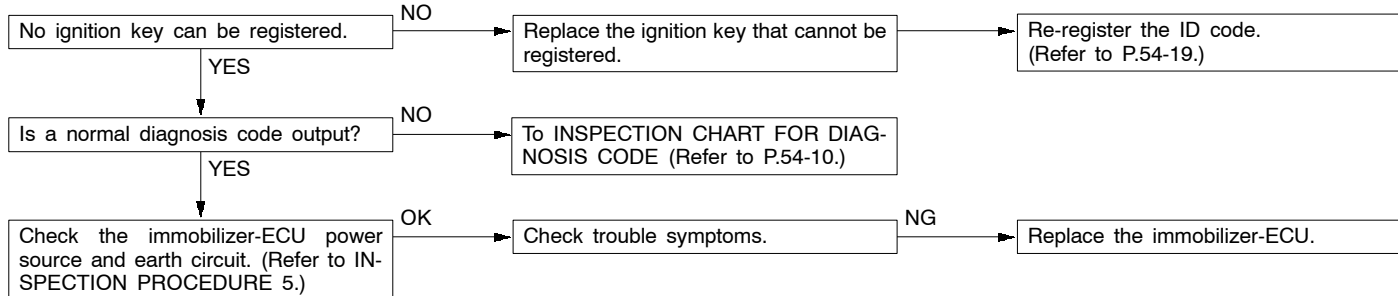 No ignition key can be registered.
NO
Replace the ignition key that cannot be
registered.
Re-register the ID code.
(Refer to P.54-19.)
YES
Is a normal diagnosis code output?
NO
To INSPECTION CHART FOR DIAG-
NOSIS CODE (Refer to P.54-10.)
YES
Check the immobilizer-ECU power
source and earth circuit. (Refer to IN-
SPECTION PROCEDURE 5.)
OK
Check trouble symptoms.
NG
Replace the immobilizer-ECU.